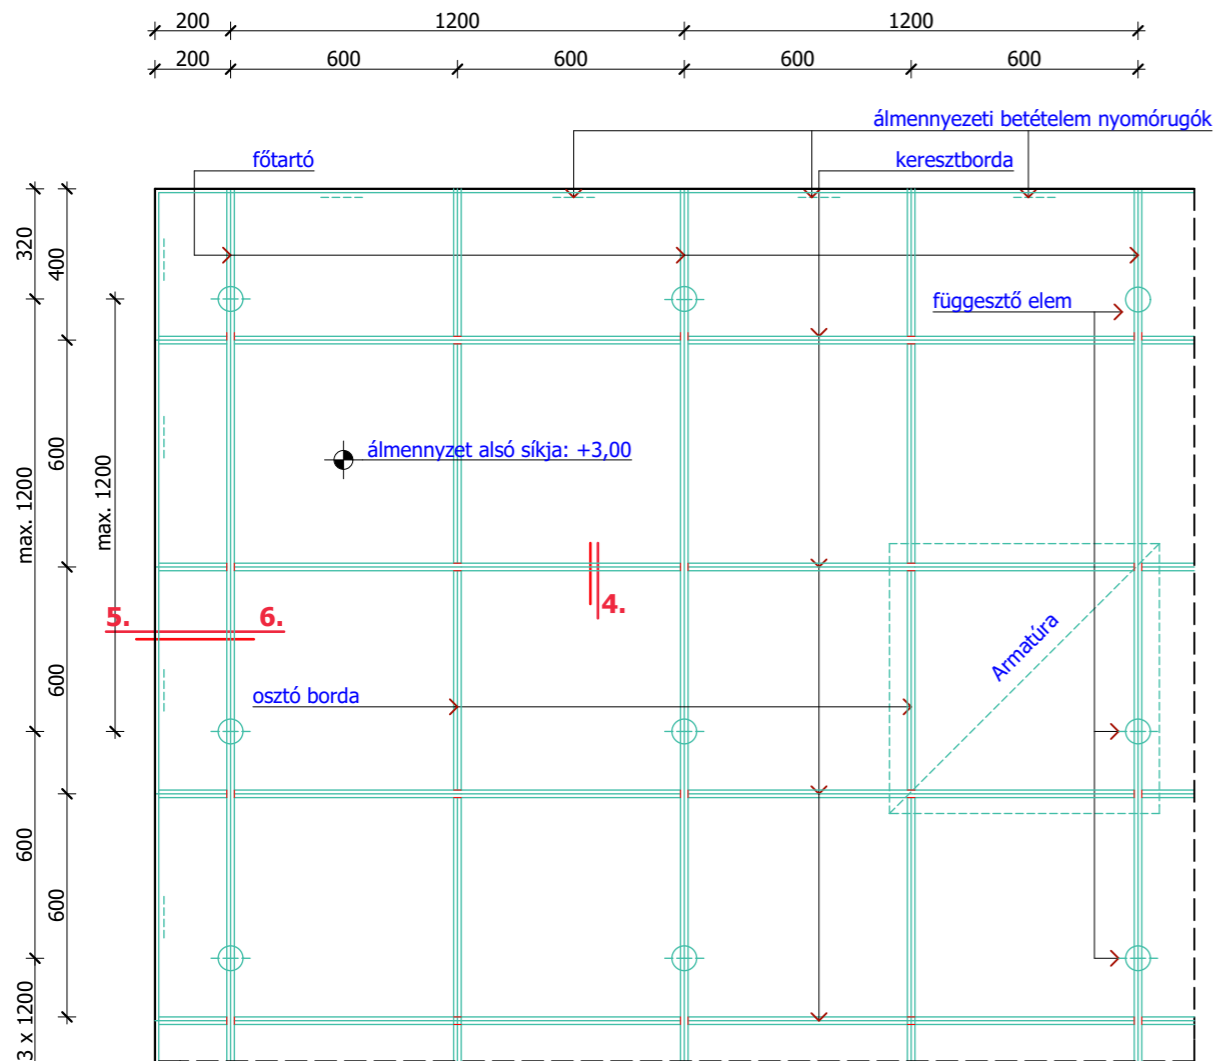 200 1200 1200
200 600 600 600 600
álmennyezeti betételem nyomórugók
főtartó keresztborda
320
400
függesztő elem
600
max. 1200
max. 1200
álmennyzet alsó síkja: +3,00
4.
5. 6.
Armatúra
600
osztó borda
600
600
3 x 1200